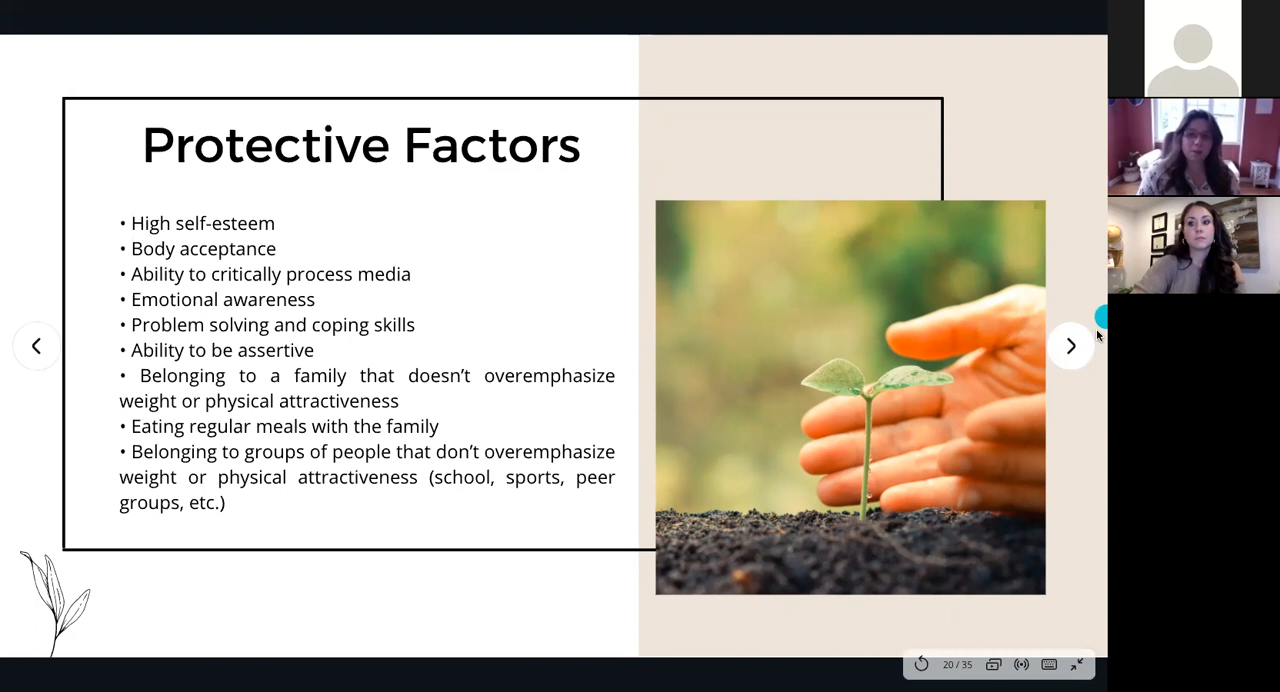 Protective Factors
• High self-esteem
• Body acceptance
• Ability to critically process media
• Emotional awareness
• Problem solving and coping skills
• Ability to be assertive
• Belonging to a family that doesn’t overemphasize
weight or physical attractiveness
• Eating regular meals with the family
• Belonging to groups of people that don’t overemphasize
weight or physical attractiveness (school, sports, peer
groups, etc.)
20 / 35